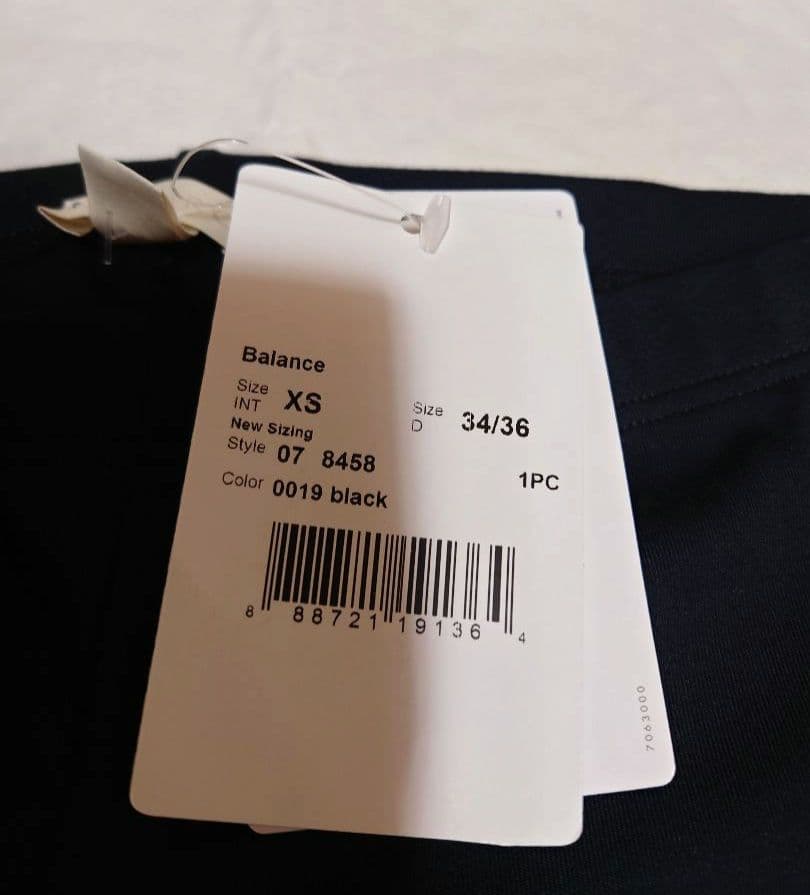 Balance
Size INT XS Size D 34/36
New Sizing
Style 07 8458
1PC
Color 0019 black
8 88721 19136 4
7063000